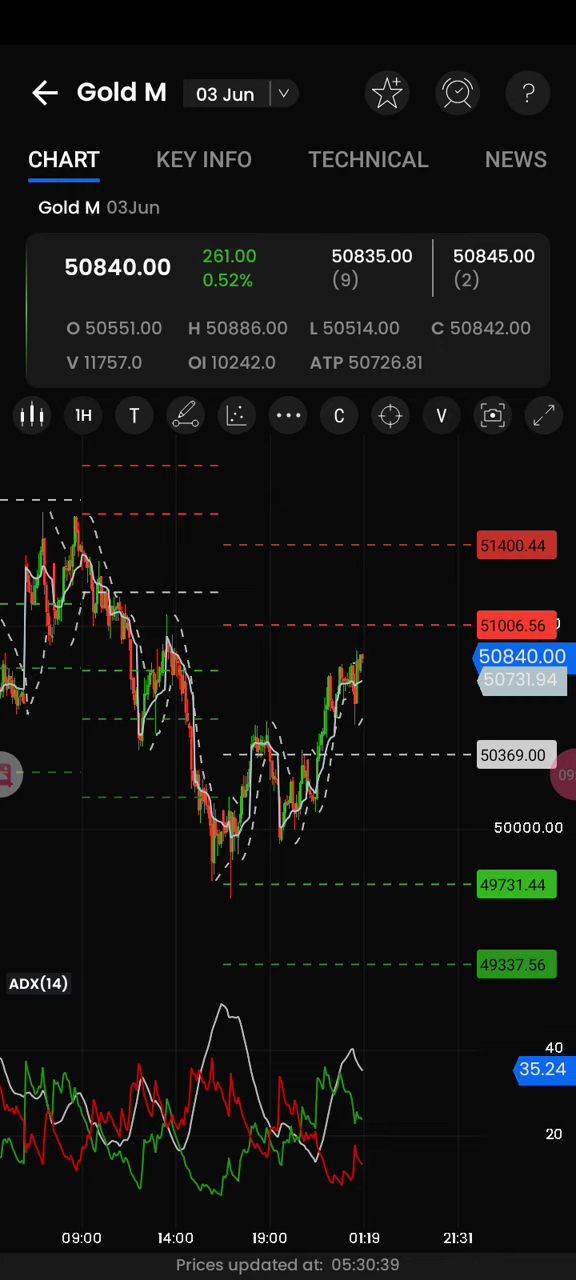 Gold M 03 Jun ?
CHART KEY INFO TECHNICAL NEWS
Gold M 03Jun
50840.00 261.00 50835.00 50845.00
0.52% (9) (2)
O 50551.00 H 50886.00 L 50514.00 C 50842.00
V 11757.0 OI 10242.0 ATP 50726.81
1H T C V
51400.44
51006.56
50840.00
50731.94
50369.00
09
50000.00
49731.44
49337.56
ADX(14)
40
35.24
20
09:00 14:00 19:00 01:19 21:31
Prices updated at: 05:30:39